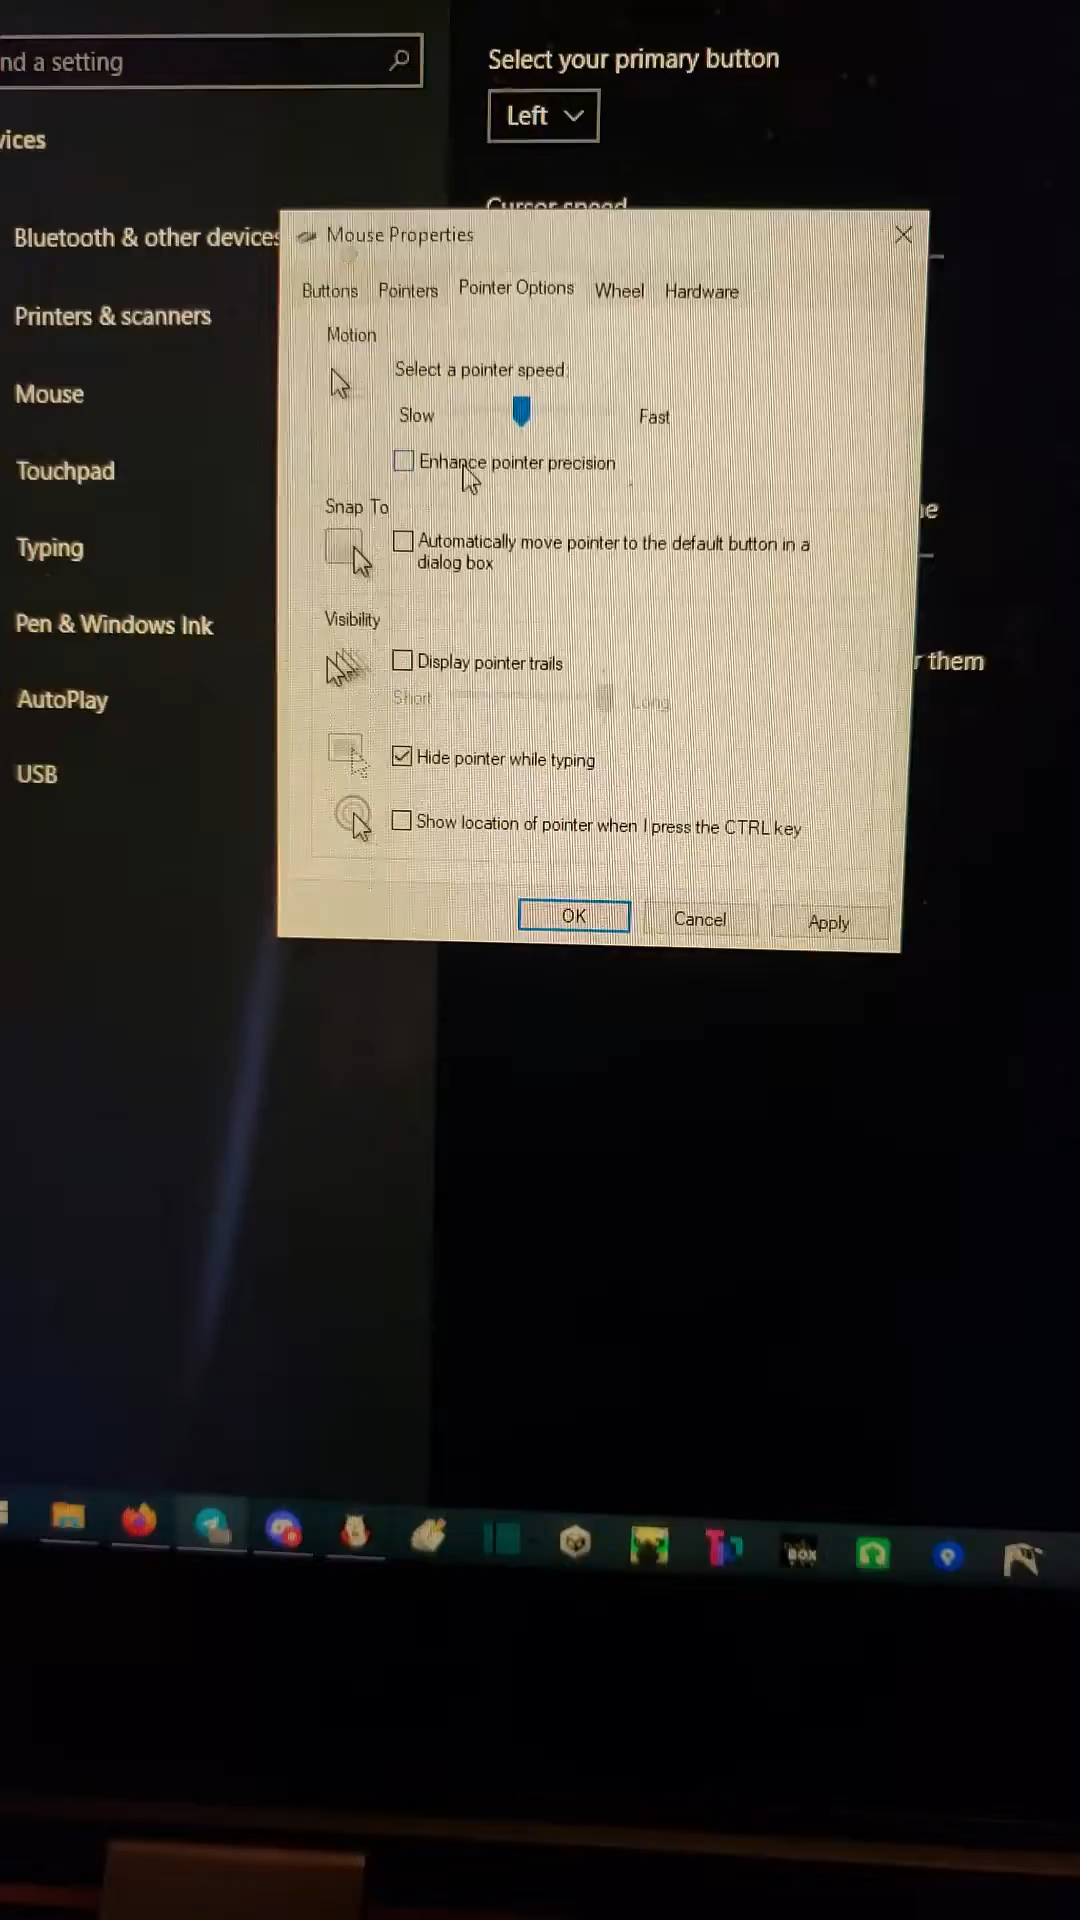 nd a setting
Select your primary button
Left
vices
Cursor speed
Bluetooth & other devices
Printers & scanners
Mouse
Touchpad
Typing
Pen & Windows Ink
AutoPlay
USB
Mouse Properties
Buttons Pointers Pointer Options Wheel Hardware
Motion
Select a pointer speed:
Slow Fast
Enhance pointer precision
Snap To
Automatically move pointer to the default button in a
dialog box
Visibility
Display pointer trails
Short Long
Hide pointer while typing
Show location of pointer when I press the CTRL key
OK Cancel Apply
r them
BOX